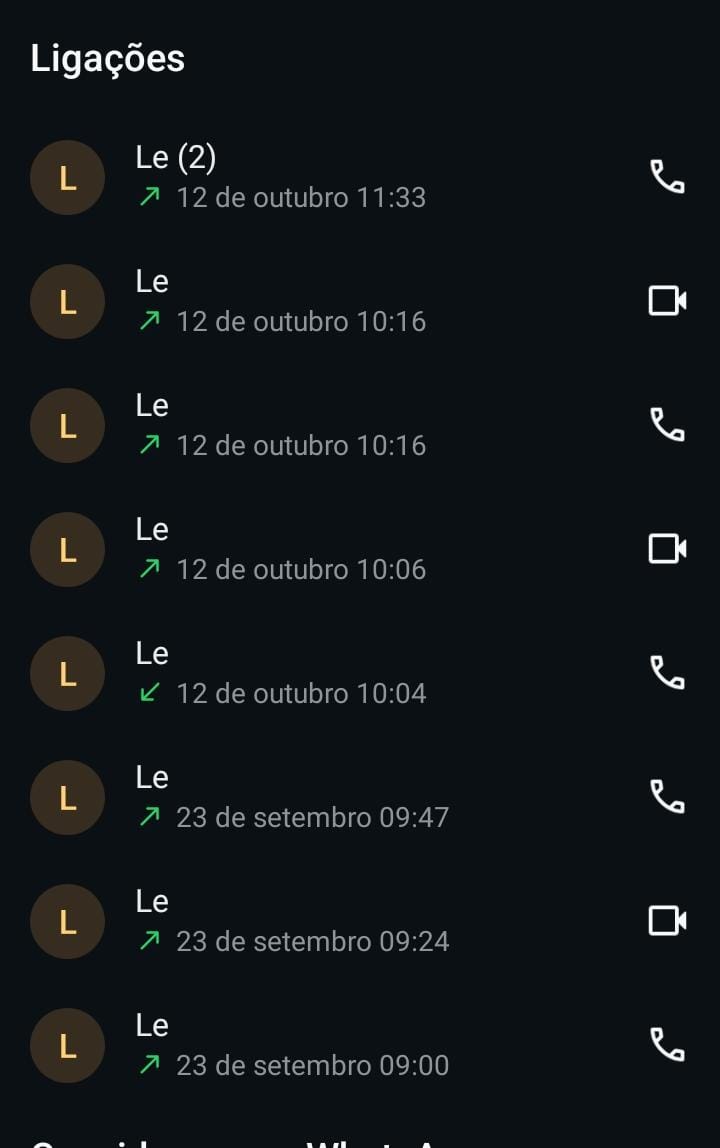 Ligações
L
Le (2)
12 de outubro 11:33
L
Le
12 de outubro 10:16
L
Le
12 de outubro 10:16
L
Le
12 de outubro 10:06
L
Le
12 de outubro 10:04
L
Le
23 de setembro 09:47
L
Le
23 de setembro 09:24
L
Le
23 de setembro 09:00